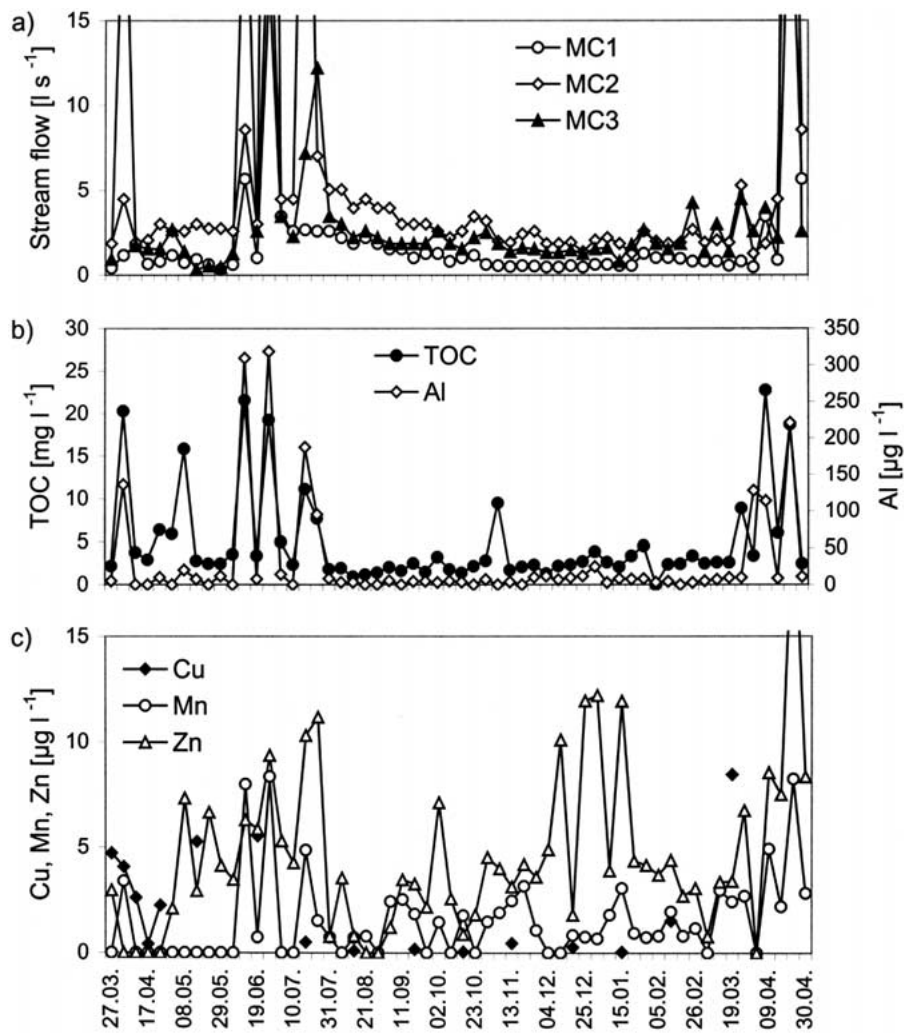 a)
15
10
5
0
Stream flow [l s⁻¹]
MC1
MC2
MC3
b)
30
25
20
15
10
5
0
TOC [mg l⁻¹]
TOC
Al
350
300
250
200
150
100
50
0
Al [µg l⁻¹]
c)
15
10
5
0
Cu, Mn, Zn [µg l⁻¹]
Cu
Mn
Zn
27.03.
17.04.
08.05.
29.05.
19.06.
10.07.
31.07.
21.08.
11.09.
02.10.
23.10.
13.11.
04.12.
25.12.
15.01.
05.02.
26.02.
19.03.
09.04.
30.04.